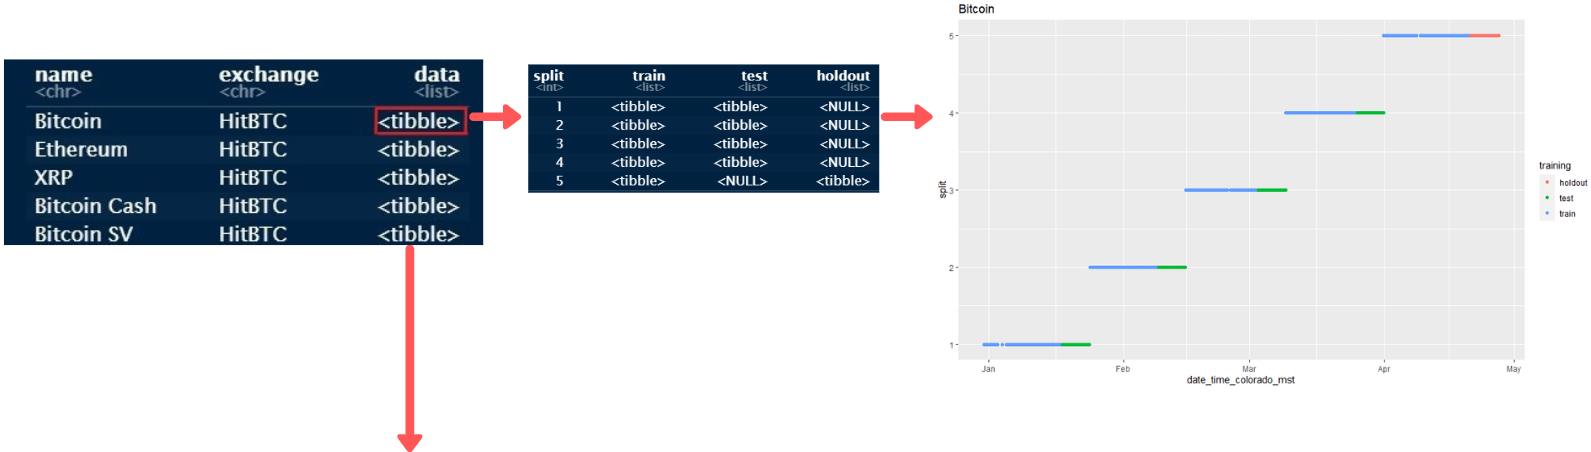 name exchange data
<chr> <chr> <list>
Bitcoin HitBTC <tibble>
Ethereum HitBTC <tibble>
XRP HitBTC <tibble>
Bitcoin Cash HitBTC <tibble>
Bitcoin SV HitBTC <tibble>
split train test holdout
<int> <list> <list> <list>
1 <tibble> <tibble> <NULL>
2 <tibble> <tibble> <NULL>
3 <tibble> <tibble> <NULL>
4 <tibble> <tibble> <NULL>
5 <tibble> <NULL> <tibble>
Bitcoin
5
4
3
2
1
split
Jan Feb Mar Apr May
date_time_colorado_mst
training
holdout
test
train